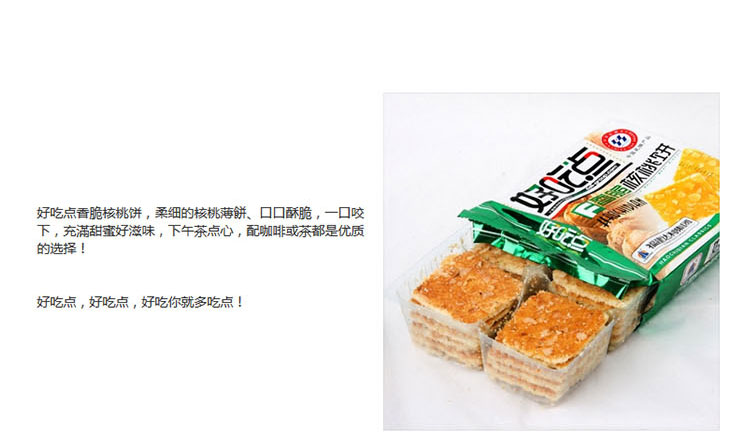 好吃点香脆核桃饼，柔细的核桃薄餅、口口酥脆，一口咬
下，充满甜蜜好滋味，下午茶点心，配咖啡或茶都是优质
的选择！
好吃点，好吃点，好吃你就多吃点！
好吃点
香脆
核桃饼
好吃点
HAOCHIDIAN CLASSICS